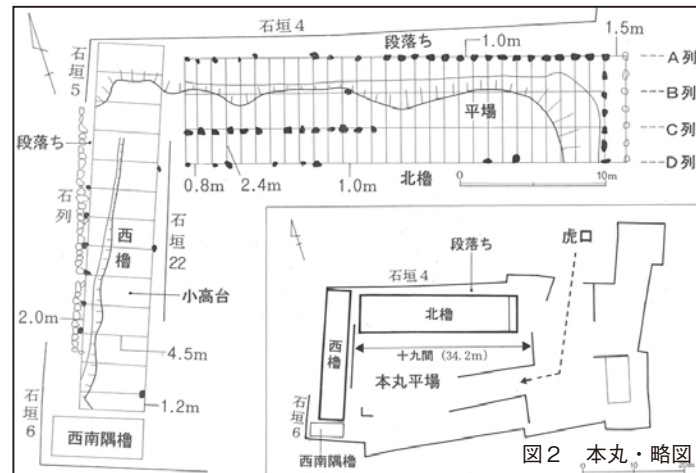 石垣4
1.5m
段落ち
1.0m
A列
石垣5
B列
平場
段落ち
C列
D列
0.8m
2.4m
1.0m
北櫓
0
10m
石列
西櫓
石垣22
小高台
2.0m
4.5m
石垣6
1.2m
西南隅櫓
虎口
段落ち
石垣4
北櫓
西櫓
十九間 (34.2m)
本丸平場
石垣6
西南隅櫓
図2 本丸・略図
0
10m